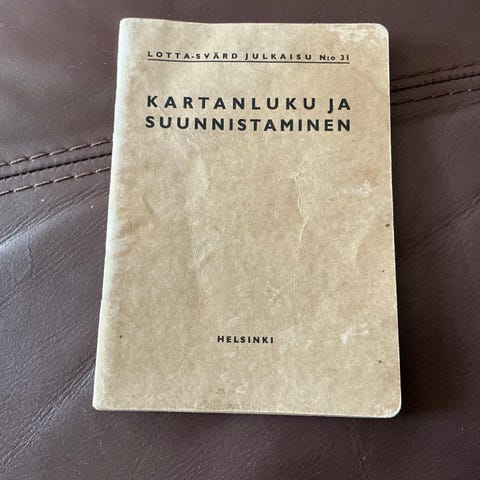 LOTTA-SVÄRD JULKAISU N:o 31
KARTANLUKU JA
SUUNNISTAMINEN
HELSINKI